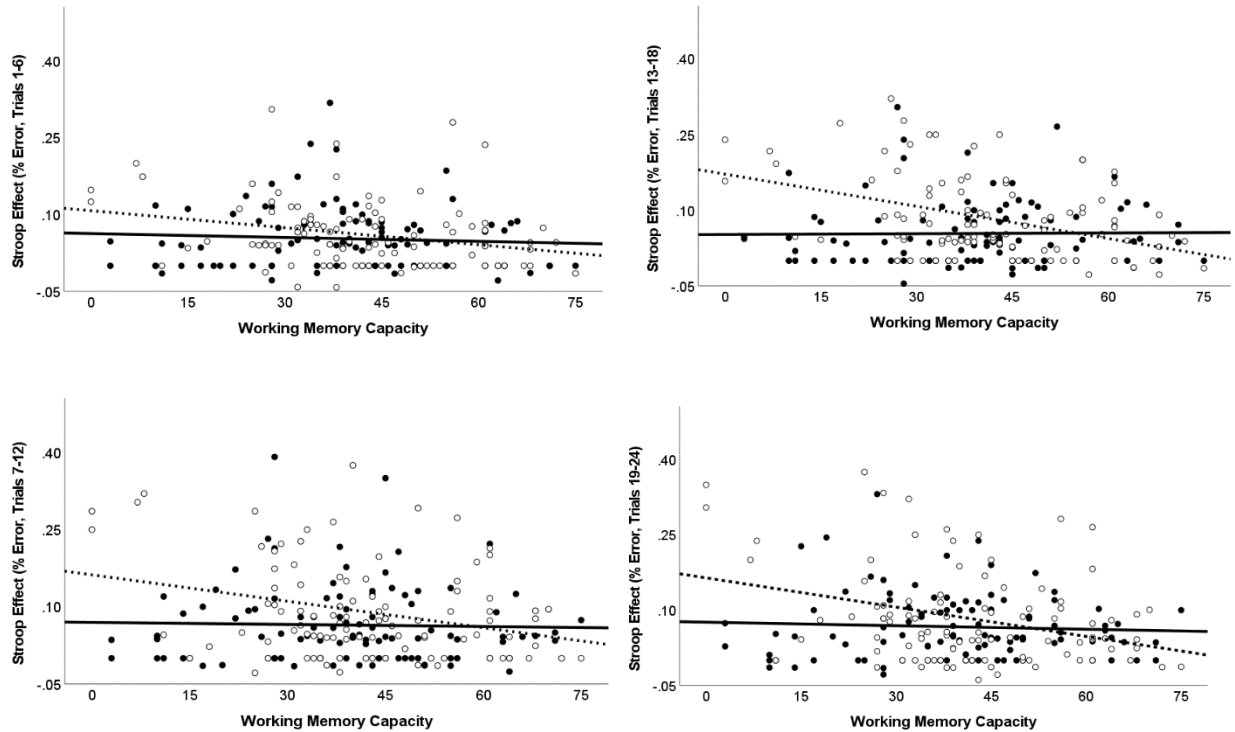 Stroop Effect (% Error, Trials 1-6)
.40
.25
.10
-.05
0 15 30 45 60 75
Working Memory Capacity
Stroop Effect (% Error, Trials 13-18)
.40
.25
.10
-.05
0 15 30 45 60 75
Working Memory Capacity
Stroop Effect (% Error, Trials 7-12)
.40
.25
.10
-.05
0 15 30 45 60 75
Working Memory Capacity
Stroop Effect (% Error, Trials 19-24)
.40
.25
.10
-.05
0 15 30 45 60 75
Working Memory Capacity